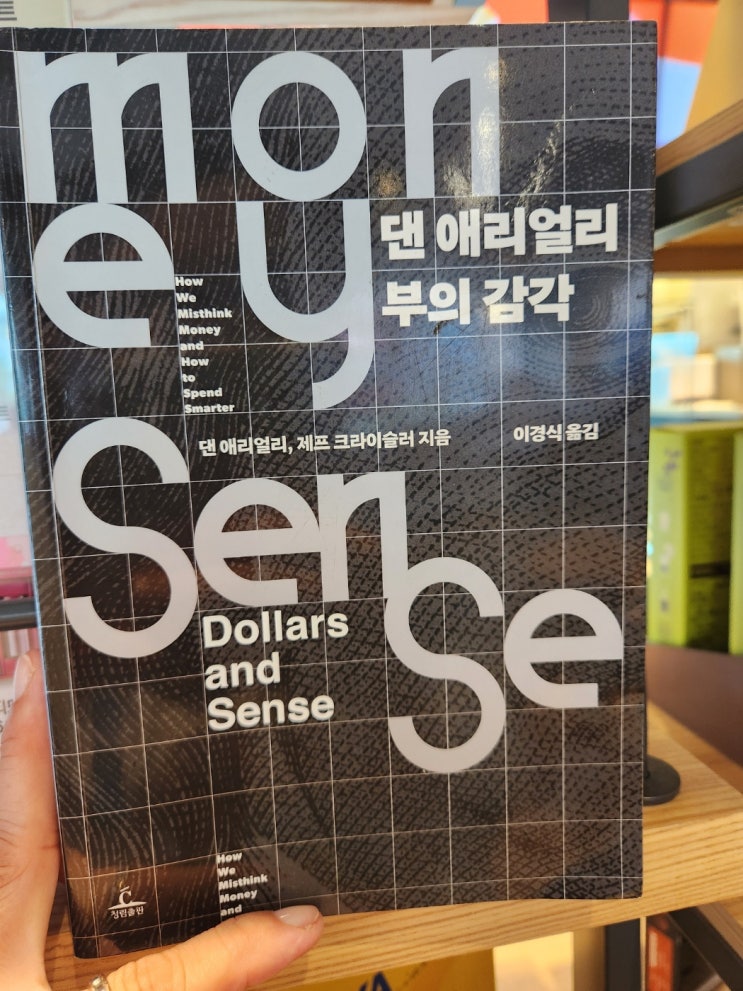 mon
ey
댄 애리얼리
부의 감각
How
We
Misthink
Money
and
How
to
Spend
Smarter
댄 애리얼리, 제프 크라이슬러 지음
이경식 옮김
Sense
Dollars
and
Sense
How
We
Misthink
Money
and
청림출판